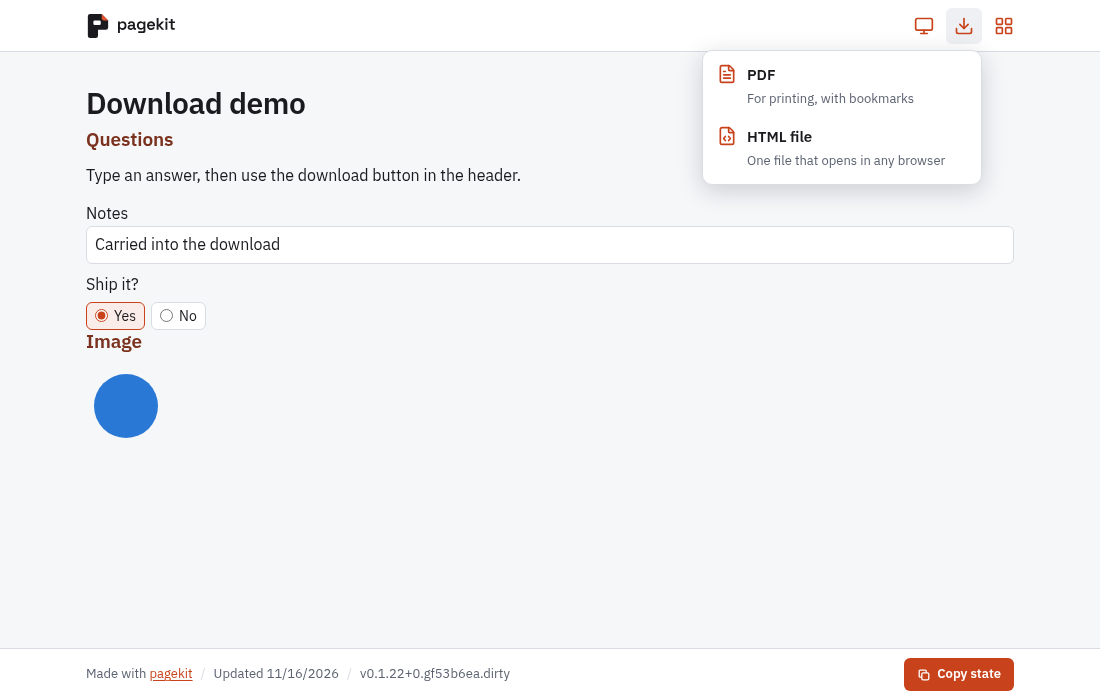 pagekit
PDF
For printing, with bookmarks
HTML file
One file that opens in any browser
Download demo
Questions
Type an answer, then use the download button in the header.
Notes
Carried into the download
Ship it?
Yes
No
Image
Made with pagekit / Updated 11/16/2026 / v0.1.22+0.gf53b6ea.dirty
Copy state